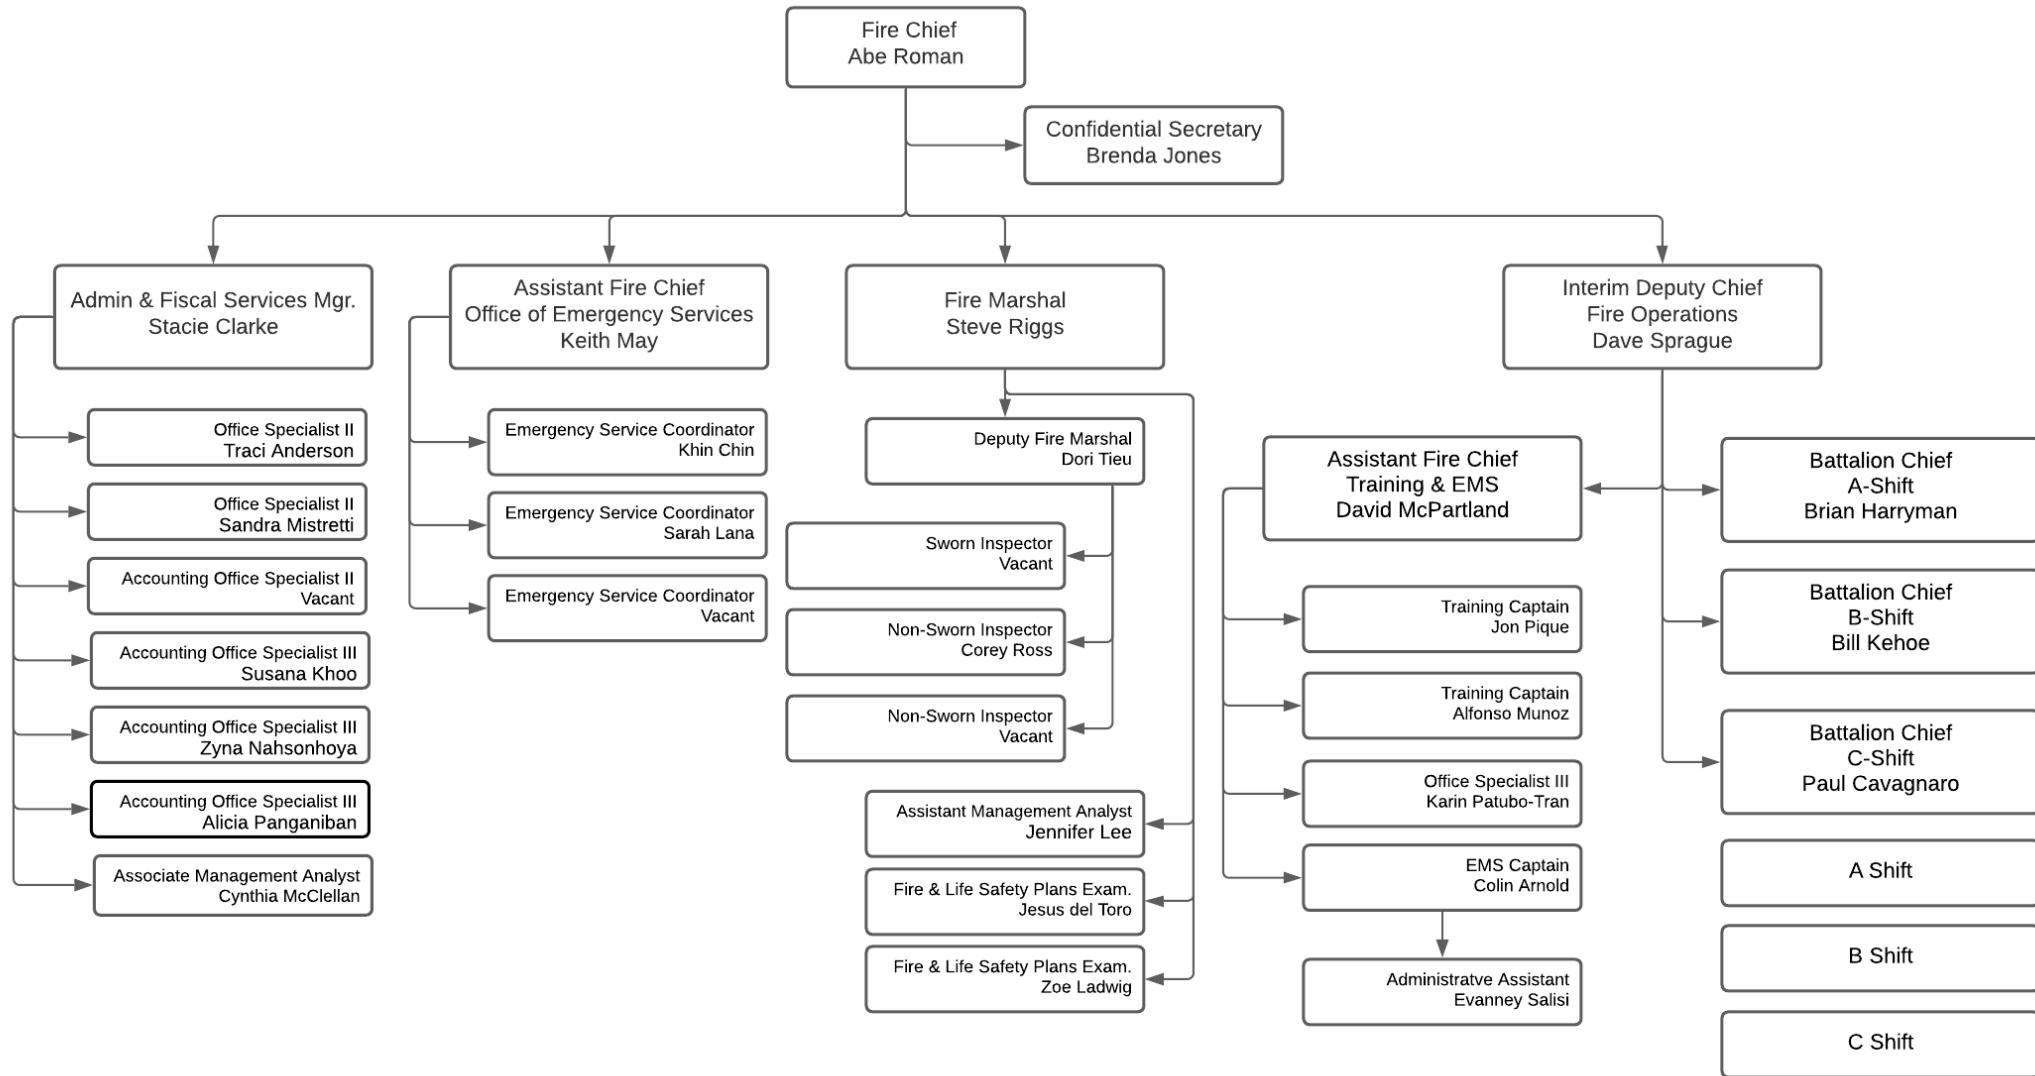 Fire Chief
Abe Roman
Confidential Secretary
Brenda Jones
Admin & Fiscal Services Mgr.
Stacie Clarke
Office Specialist II
Traci Anderson
Office Specialist II
Sandra Mistretti
Accounting Office Specialist II
Vacant
Accounting Office Specialist III
Susana Khoo
Accounting Office Specialist III
Zyna Nahsonhoya
Accounting Office Specialist III
Alicia Panganiban
Associate Management Analyst
Cynthia McClellan
Assistant Fire Chief
Office of Emergency Services
Keith May
Emergency Service Coordinator
Khin Chin
Emergency Service Coordinator
Sarah Lana
Emergency Service Coordinator
Vacant
Fire Marshal
Steve Riggs
Deputy Fire Marshal
Dori Tieu
Sworn Inspector
Vacant
Non-Sworn Inspector
Corey Ross
Non-Sworn Inspector
Vacant
Assistant Management Analyst
Jennifer Lee
Fire & Life Safety Plans Exam.
Jesus del Toro
Fire & Life Safety Plans Exam.
Zoe Ladwig
Interim Deputy Chief
Fire Operations
Dave Sprague
Assistant Fire Chief
Training & EMS
David McPartland
Training Captain
Jon Pique
Training Captain
Alfonso Munoz
Office Specialist III
Karin Patubo-Tran
EMS Captain
Colin Arnold
Administratve Assistant
Evanney Salisi
Battalion Chief
A-Shift
Brian Harryman
Battalion Chief
B-Shift
Bill Kehoe
Battalion Chief
C-Shift
Paul Cavagnaro
A Shift
B Shift
C Shift